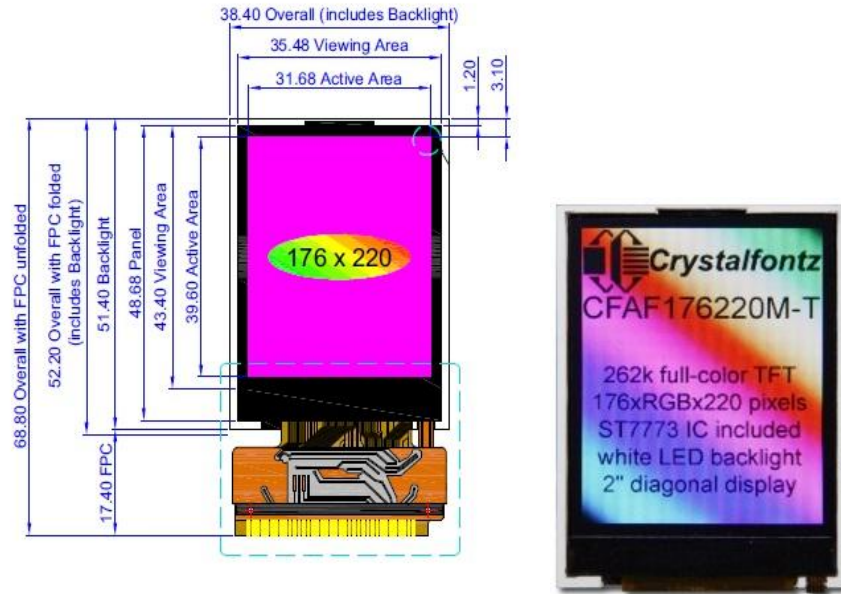 38.40 Overall (includes Backlight)
35.48 Viewing Area
31.68 Active Area
1.20
3.10
68.80 Overall with FPC unfolded
52.20 Overall with FPC folded
(includes Backlight)
51.40 Backlight
48.68 Panel
43.40 Viewing Area
39.60 Active Area
17.40 FPC
176 x 220
Crystalfontz
CFAF176220M-T
262k full-color TFT
176xRGBx220 pixels
ST7773 IC included
white LED backlight
2" diagonal display